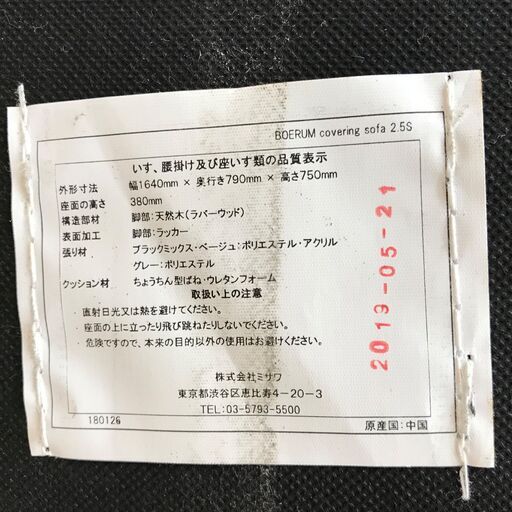 BOERUM covering sofa 2.5S
いす、腰掛け及び座いす類の品質表示
外形寸法 幅1640mm × 奥行き790mm × 高さ750mm
座面の高さ 380mm
構造部材 脚部:天然木(ラバーウッド)
表面加工 脚部:ラッカー
張り材 ブラックミックス・ベージュ:ポリエステル・アクリル
グレー:ポリエステル
クッション材 ちょうちん型ばね・ウレタンフォーム
取扱い上の注意
・直射日光又は熱を避けてください。
・座面の上に立ったり飛び跳ねたりしないでください。
・危険ですので、本来の目的以外の使用はお避けください。
株式会社ミサワ
東京都渋谷区恵比寿4-20-3
TEL:03-5793-5500
180126
原産国:中国
2019-05-21